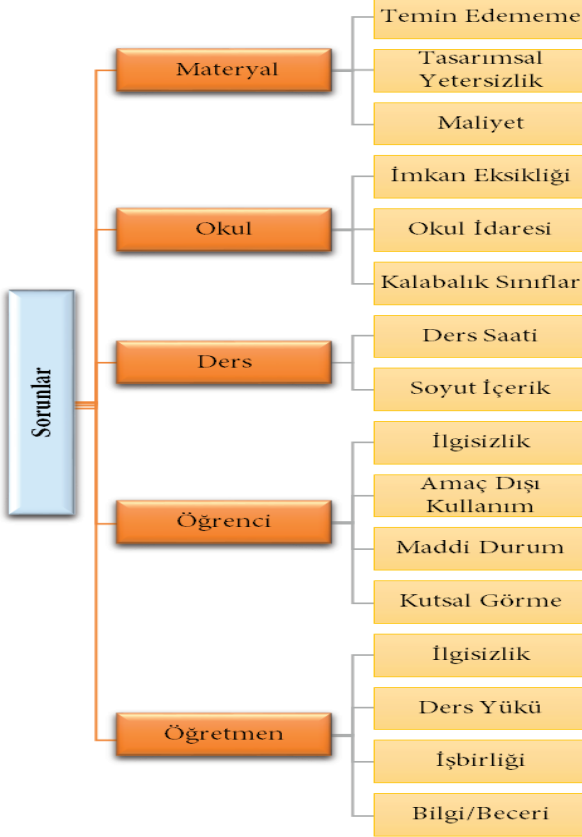 Sorunlar
Materyal
Temin Edememe
Tasarımsal
Yetersizlik
Maliyet
Okul
İmkan Eksikliği
Okul İdaresi
Kalabalık Sınıflar
Ders
Ders Saati
Soyut İçerik
Öğrenci
İlgisizlik
Amaç Dışı
Kullanım
Maddi Durum
Kutsal Görme
Öğretmen
İlgisizlik
Ders Yükü
İşbirliği
Bilgi/Beceri